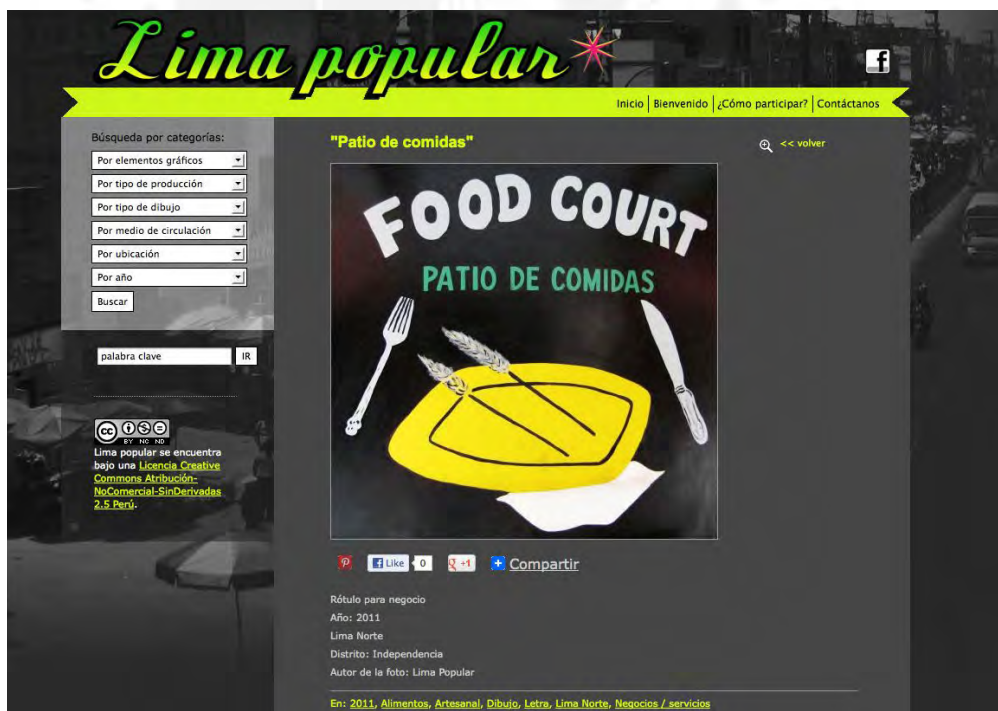 Lima popular
Inicio | Bienvenido | ¿Cómo participar? | Contáctanos
Búsqueda por categorías:
Por elementos gráficos
Por tipo de producción
Por tipo de dibujo
Por medio de circulación
Por ubicación
Por año
Buscar
palabra clave IR
CC BY NC ND
Lima popular se encuentra
bajo una Licencia Creative
Commons Atribución-
NoComercial-SinDerivadas
2.5 Perú.
"Patio de comidas"
<< volver
FOOD COURT
PATIO DE COMIDAS
Like 0 +1 Compartir
Rótulo para negocio
Año: 2011
Lima Norte
Distrito: Independencia
Autor de la foto: Lima Popular
En: 2011, Alimentos, Artesanal, Dibujo, Letra, Lima Norte, Negocios / servicios